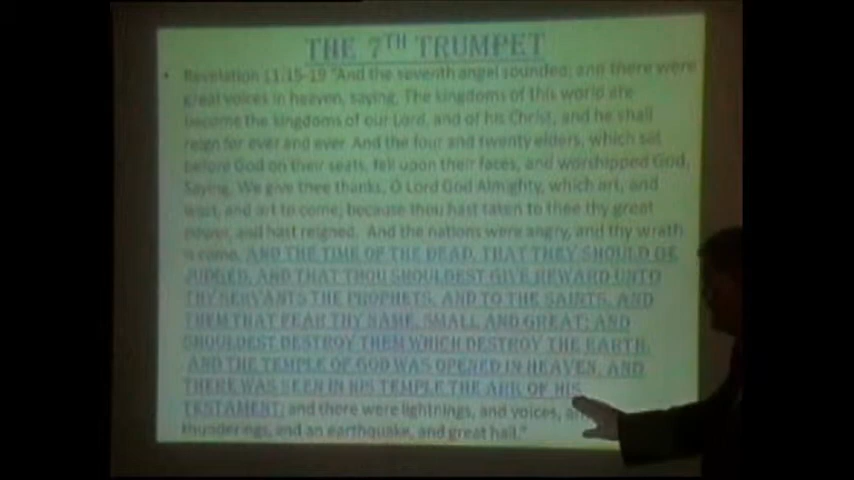 THE 7TH TRUMPET
• Revelation 11:15-19 "And the seventh angel sounded; and there were
great voices in heaven, saying, The kingdoms of this world are
become the kingdoms of our Lord, and of his Christ; and he shall
reign for ever and ever. And the four and twenty elders, which sat
before God on their seats, fell upon their faces, and worshipped God,
Saying, We give thee thanks, O Lord God Almighty, which art, and
wast, and art to come; because thou hast taken to thee thy great
power, and hast reigned. And the nations were angry, and thy wrath
is come, AND THE TIME OF THE DEAD, THAT THEY SHOULD BE
JUDGED, AND THAT THOU SHOULDEST GIVE REWARD UNTO
THY SERVANTS THE PROPHETS, AND TO THE SAINTS, AND
THEM THAT FEAR THY NAME, SMALL AND GREAT; AND
SHOULDEST DESTROY THEM WHICH DESTROY THE EARTH.
AND THE TEMPLE OF GOD WAS OPENED IN HEAVEN, AND
THERE WAS SEEN IN HIS TEMPLE THE ARK OF HIS
TESTAMENT: and there were lightnings, and voices,
thunderings, and an earthquake, and great hail."